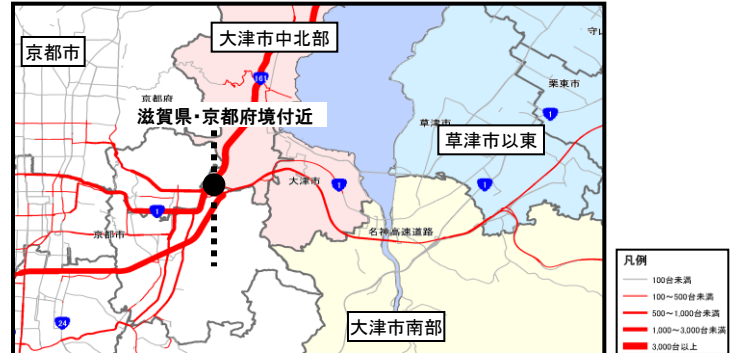 京都市
大津市中北部
守山
161
栗東市
京都府
1
滋賀県・京都府境付近
草津市
草津市以東
大津市
1
1
1
京都市
名神高速道路
24
大津市南部
凡例
100台未満
100～500台未満
500～1,000台未満
1,000～3,000台未満
3,000台以上